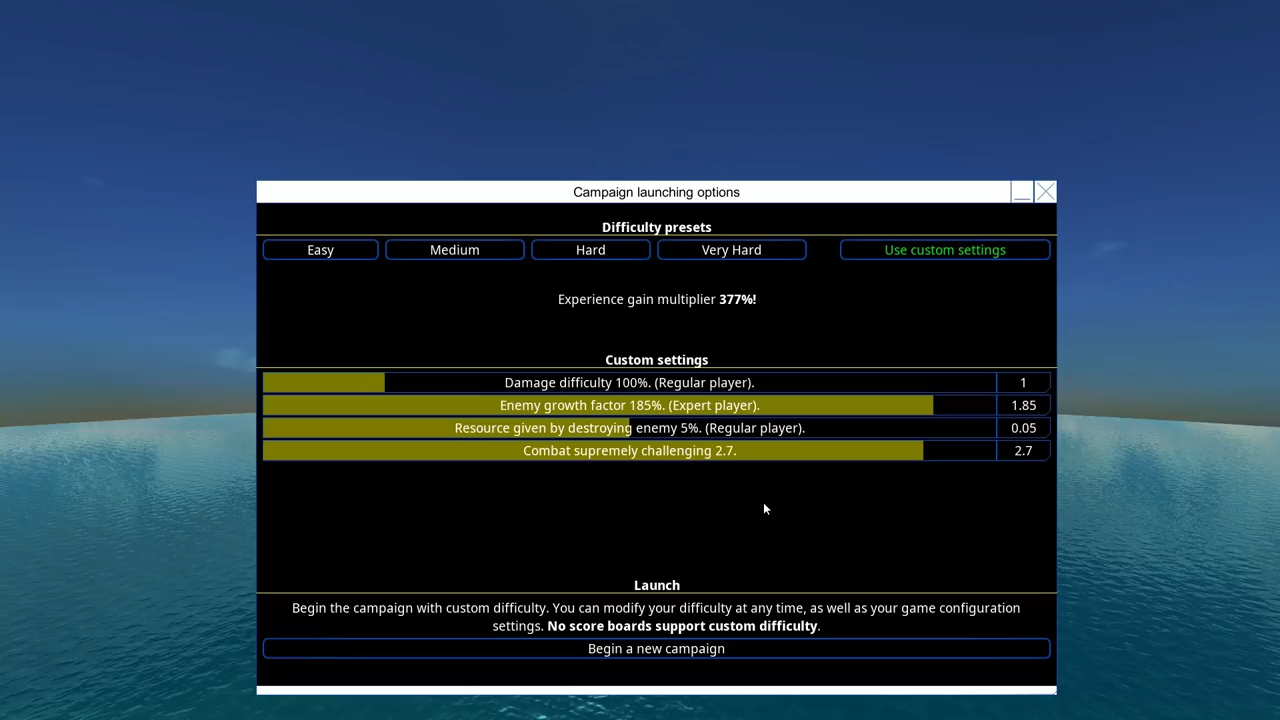 Campaign launching options
Difficulty presets
Easy Medium Hard Very Hard Use custom settings
Experience gain multiplier 377%!
Custom settings
Damage difficulty 100%. (Regular player). 1
Enemy growth factor 185%. (Expert player). 1.85
Resource given by destroying enemy 5%. (Regular player). 0.05
Combat supremely challenging 2.7. 2.7
Launch
Begin the campaign with custom difficulty. You can modify your difficulty at any time, as well as your game configuration
settings. No score boards support custom difficulty.
Begin a new campaign